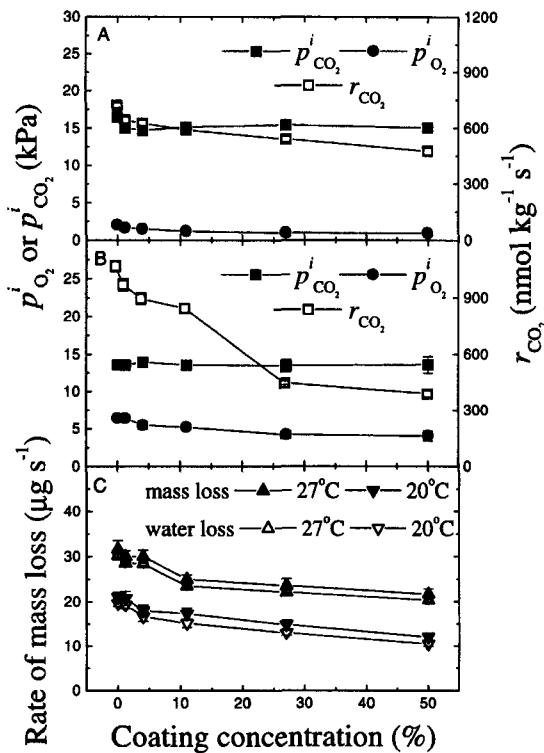 A
p^i_CO2 p^i_O2
r_CO2
30
25
20
15
10
5
0
1200
900
600
300
0
B
p^i_CO2 p^i_O2
r_CO2
25
20
15
10
5
0
900
600
300
0
p^i_O2 or p^i_CO2 (kPa)
r_CO2 (nmol kg⁻¹ s⁻¹)
C
mass loss 27°C 20°C
water loss 27°C 20°C
50
40
30
20
10
Rate of mass loss (μg s⁻¹)
0 10 20 30 40 50
Coating concentration (%)